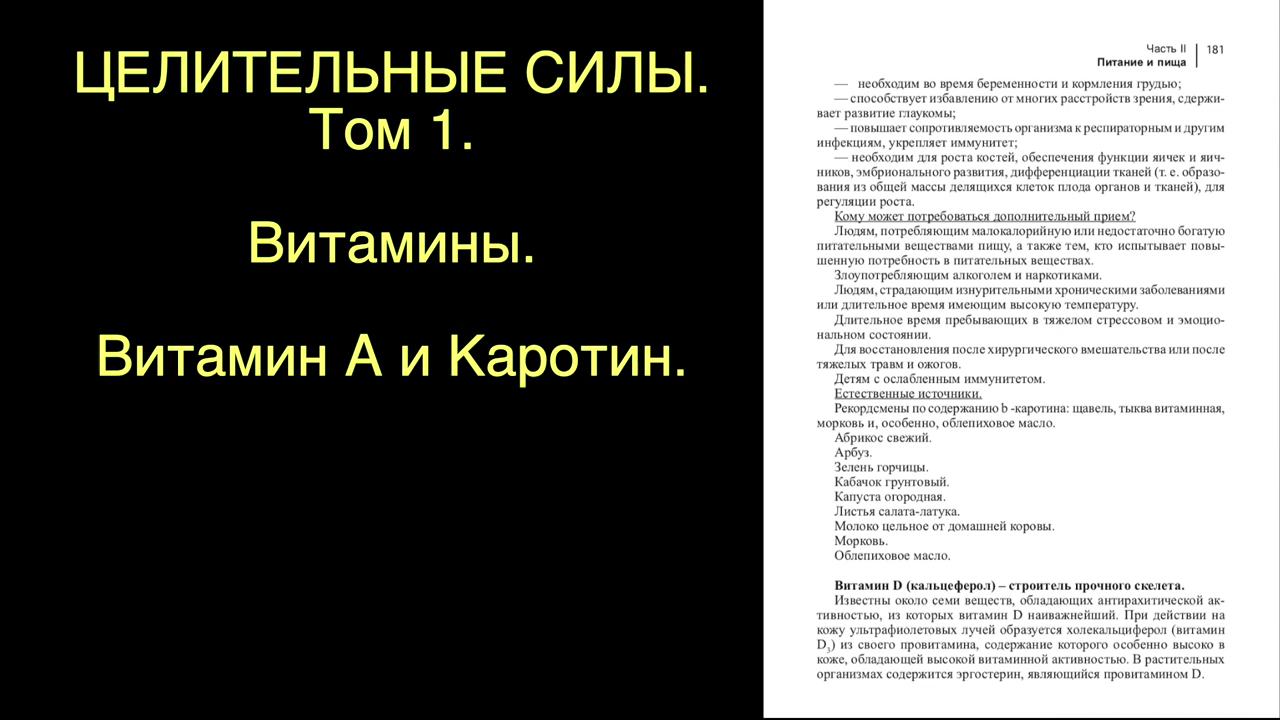 ЦЕЛИТЕЛЬНЫЕ СИЛЫ.
Том 1.
Витамины.
Витамин А и Каротин.
Часть II
Питание и пища
181
— необходим во время беременности и кормления грудью;
— способствует избавлению от многих расстройств зрения, сдержи-
вает развитие глаукомы;
— повышает сопротивляемость организма к респираторным и другим
инфекциям, укрепляет иммунитет;
— необходим для роста костей, обеспечения функции яичек и яич-
ников, эмбрионального развития, дифференциации тканей (т. е. образо-
вания из общей массы делящихся клеток плода органов и тканей), для
регуляции роста.
Кому может потребоваться дополнительный прием?
Людям, потребляющим малокалорийную или недостаточно богатую
питательными веществами пищу, а также тем, кто испытывает повы-
шенную потребность в питательных веществах.
Злоупотребляющим алкоголем и наркотиками.
Людям, страдающим изнурительными хроническими заболеваниями
или длительное время имеющим высокую температуру.
Длительное время пребывающих в тяжелом стрессовом и эмоцио-
нальном состоянии.
Для восстановления после хирургического вмешательства или после
тяжелых травм и ожогов.
Детям с ослабленным иммунитетом.
Естественные источники.
Рекордсмены по содержанию b -каротина: щавель, тыква витаминная,
морковь и, особенно, облепиховое масло.
Абрикос свежий.
Арбуз.
Зелень горчицы.
Кабачок грунтовый.
Капуста огородная.
Листья салата-латука.
Молоко цельное от домашней коровы.
Морковь.
Облепиховое масло.
Витамин D (кальцеферол) – строитель прочного скелета.
Известны около семи веществ, обладающих антирахитической ак-
тивностью, из которых витамин D наиважнейший. При действии на
кожу ультрафиолетовых лучей образуется холекальциферол (витамин
D3) из своего провитамина, содержание которого особенно высоко в
коже, обладающей высокой витаминной активностью. В растительных
организмах содержится эргостерин, являющийся провитамином D.